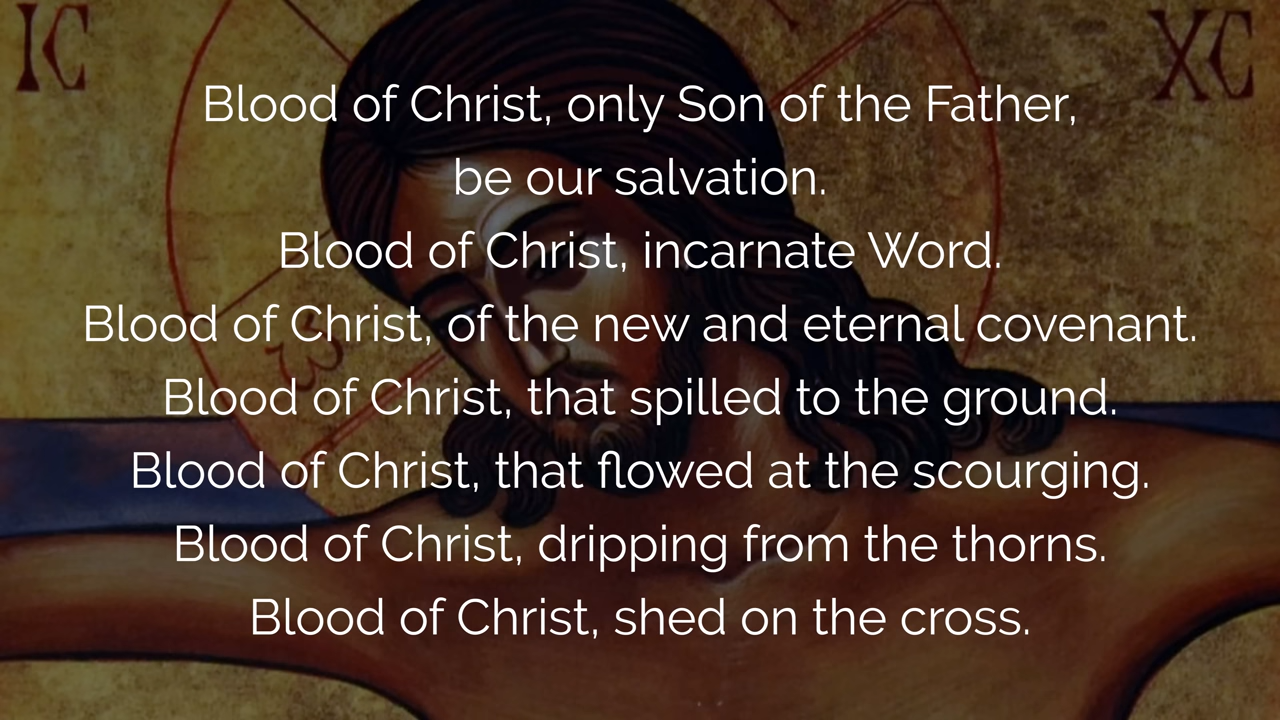 IC XC
Blood of Christ, only Son of the Father,
be our salvation.
Blood of Christ, incarnate Word.
Blood of Christ, of the new and eternal covenant.
Blood of Christ, that spilled to the ground.
Blood of Christ, that flowed at the scourging.
Blood of Christ, dripping from the thorns.
Blood of Christ, shed on the cross.